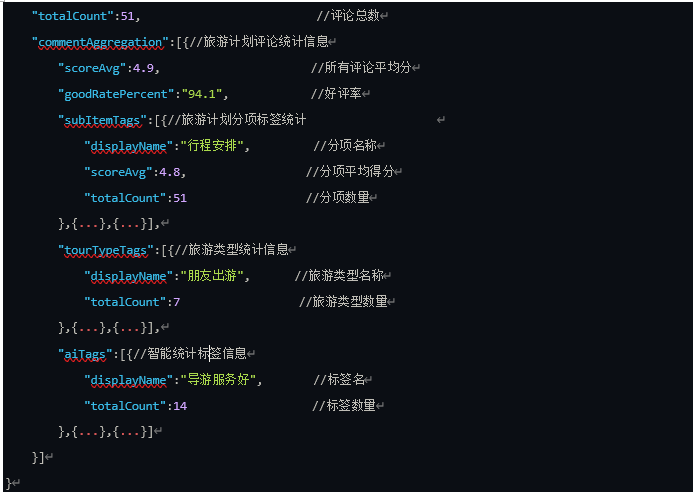 "totalCount":51, //评论总数
"commentAggregation":[{//旅游计划评论统计信息
"scoreAvg":4.9, //所有评论平均分
"goodRatePercent":"94.1", //好评率
"subItemTags":[{//旅游计划分项标签统计
"displayName":"行程安排", //分项名称
"scoreAvg":4.8, //分项平均得分
"totalCount":51 //分项数量
},{...},{...}],
"tourTypeTags":[{//旅游类型统计信息
"displayName":"朋友出游", //旅游类型名称
"totalCount":7 //旅游类型数量
},{...},{...}],
"aiTags":[{//智能统计标签信息
"displayName":"导游服务好", //标签名
"totalCount":14 //标签数量
},{...},{...}]
}]
}